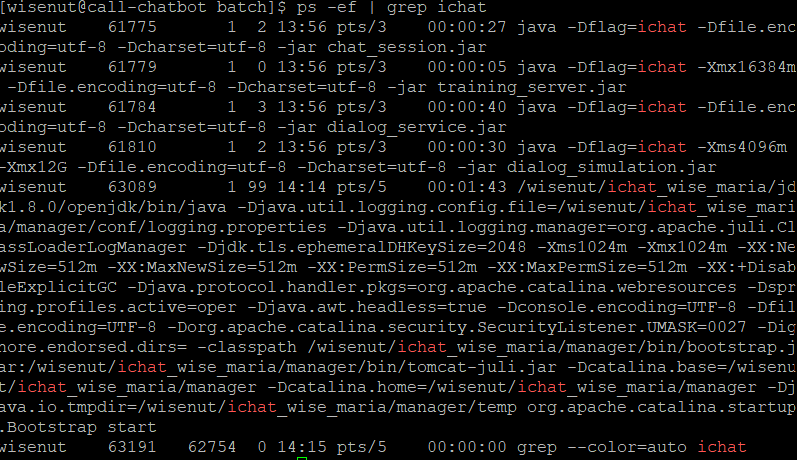 [wisenut@call-chatbot batch]$ ps -ef | grep ichat
wisenut    61775       1  2 13:56 pts/3    00:00:27 java -Dflag=ichat -Dfile.enc
oding=utf-8 -Dcharset=utf-8 -jar chat_session.jar
wisenut    61779       1  0 13:56 pts/3    00:00:05 java -Dflag=ichat -Xmx16384m
 -Dfile.encoding=utf-8 -Dcharset=utf-8 -jar training_server.jar
wisenut    61784       1  3 13:56 pts/3    00:00:40 java -Dflag=ichat -Dfile.enc
oding=utf-8 -Dcharset=utf-8 -jar dialog_service.jar
wisenut    61810       1  2 13:56 pts/3    00:00:30 java -Dflag=ichat -Xms4096m
-Xmx12G -Dfile.encoding=utf-8 -Dcharset=utf-8 -jar dialog_simulation.jar
wisenut    63089       1 99 14:14 pts/5    00:01:43 /wisenut/ichat_wise_maria/jd
k1.8.0/openjdk/bin/java -Djava.util.logging.config.file=/wisenut/ichat_wise_mari
a/manager/conf/logging.properties -Djava.util.logging.manager=org.apache.juli.Cl
assLoaderLogManager -Djdk.tls.ephemeralDHKeySize=2048 -Xms1024m -Xmx1024m -XX:Ne
wSize=512m -XX:MaxNewSize=512m -XX:PermSize=512m -XX:MaxPermSize=512m -XX:+Disab
leExplicitGC -Djava.protocol.handler.pkgs=org.apache.catalina.webresources -Dspr
ing.profiles.active=oper -Djava.awt.headless=true -Dconsole.encoding=UTF-8 -Dfil
e.encoding=UTF-8 -Dorg.apache.catalina.security.SecurityListener.UMASK=0027 -Dig
nore.endorsed.dirs= -classpath /wisenut/ichat_wise_maria/manager/bin/bootstrap.j
ar:/wisenut/ichat_wise_maria/manager/bin/tomcat-juli.jar -Dcatalina.base=/wisenu
t/ichat_wise_maria/manager -Dcatalina.home=/wisenut/ichat_wise_maria/manager -Dj
ava.io.tmpdir=/wisenut/ichat_wise_maria/manager/temp org.apache.catalina.startup
.Bootstrap start
wisenut    63191   62754  0 14:15 pts/5    00:00:00 grep --color=auto ichat